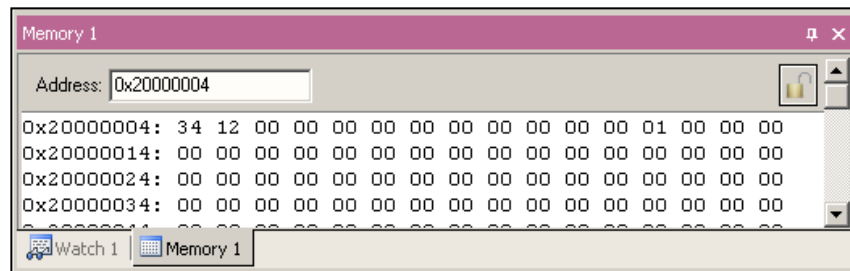 Memory 1
Address: 0x20000004
0x20000004: 34 12 00 00 00 00 00 00 00 00 00 00 01 00 00 00
0x20000014: 00 00 00 00 00 00 00 00 00 00 00 00 00 00 00 00
0x20000024: 00 00 00 00 00 00 00 00 00 00 00 00 00 00 00 00
0x20000034: 00 00 00 00 00 00 00 00 00 00 00 00 00 00 00 00
Watch 1 Memory 1